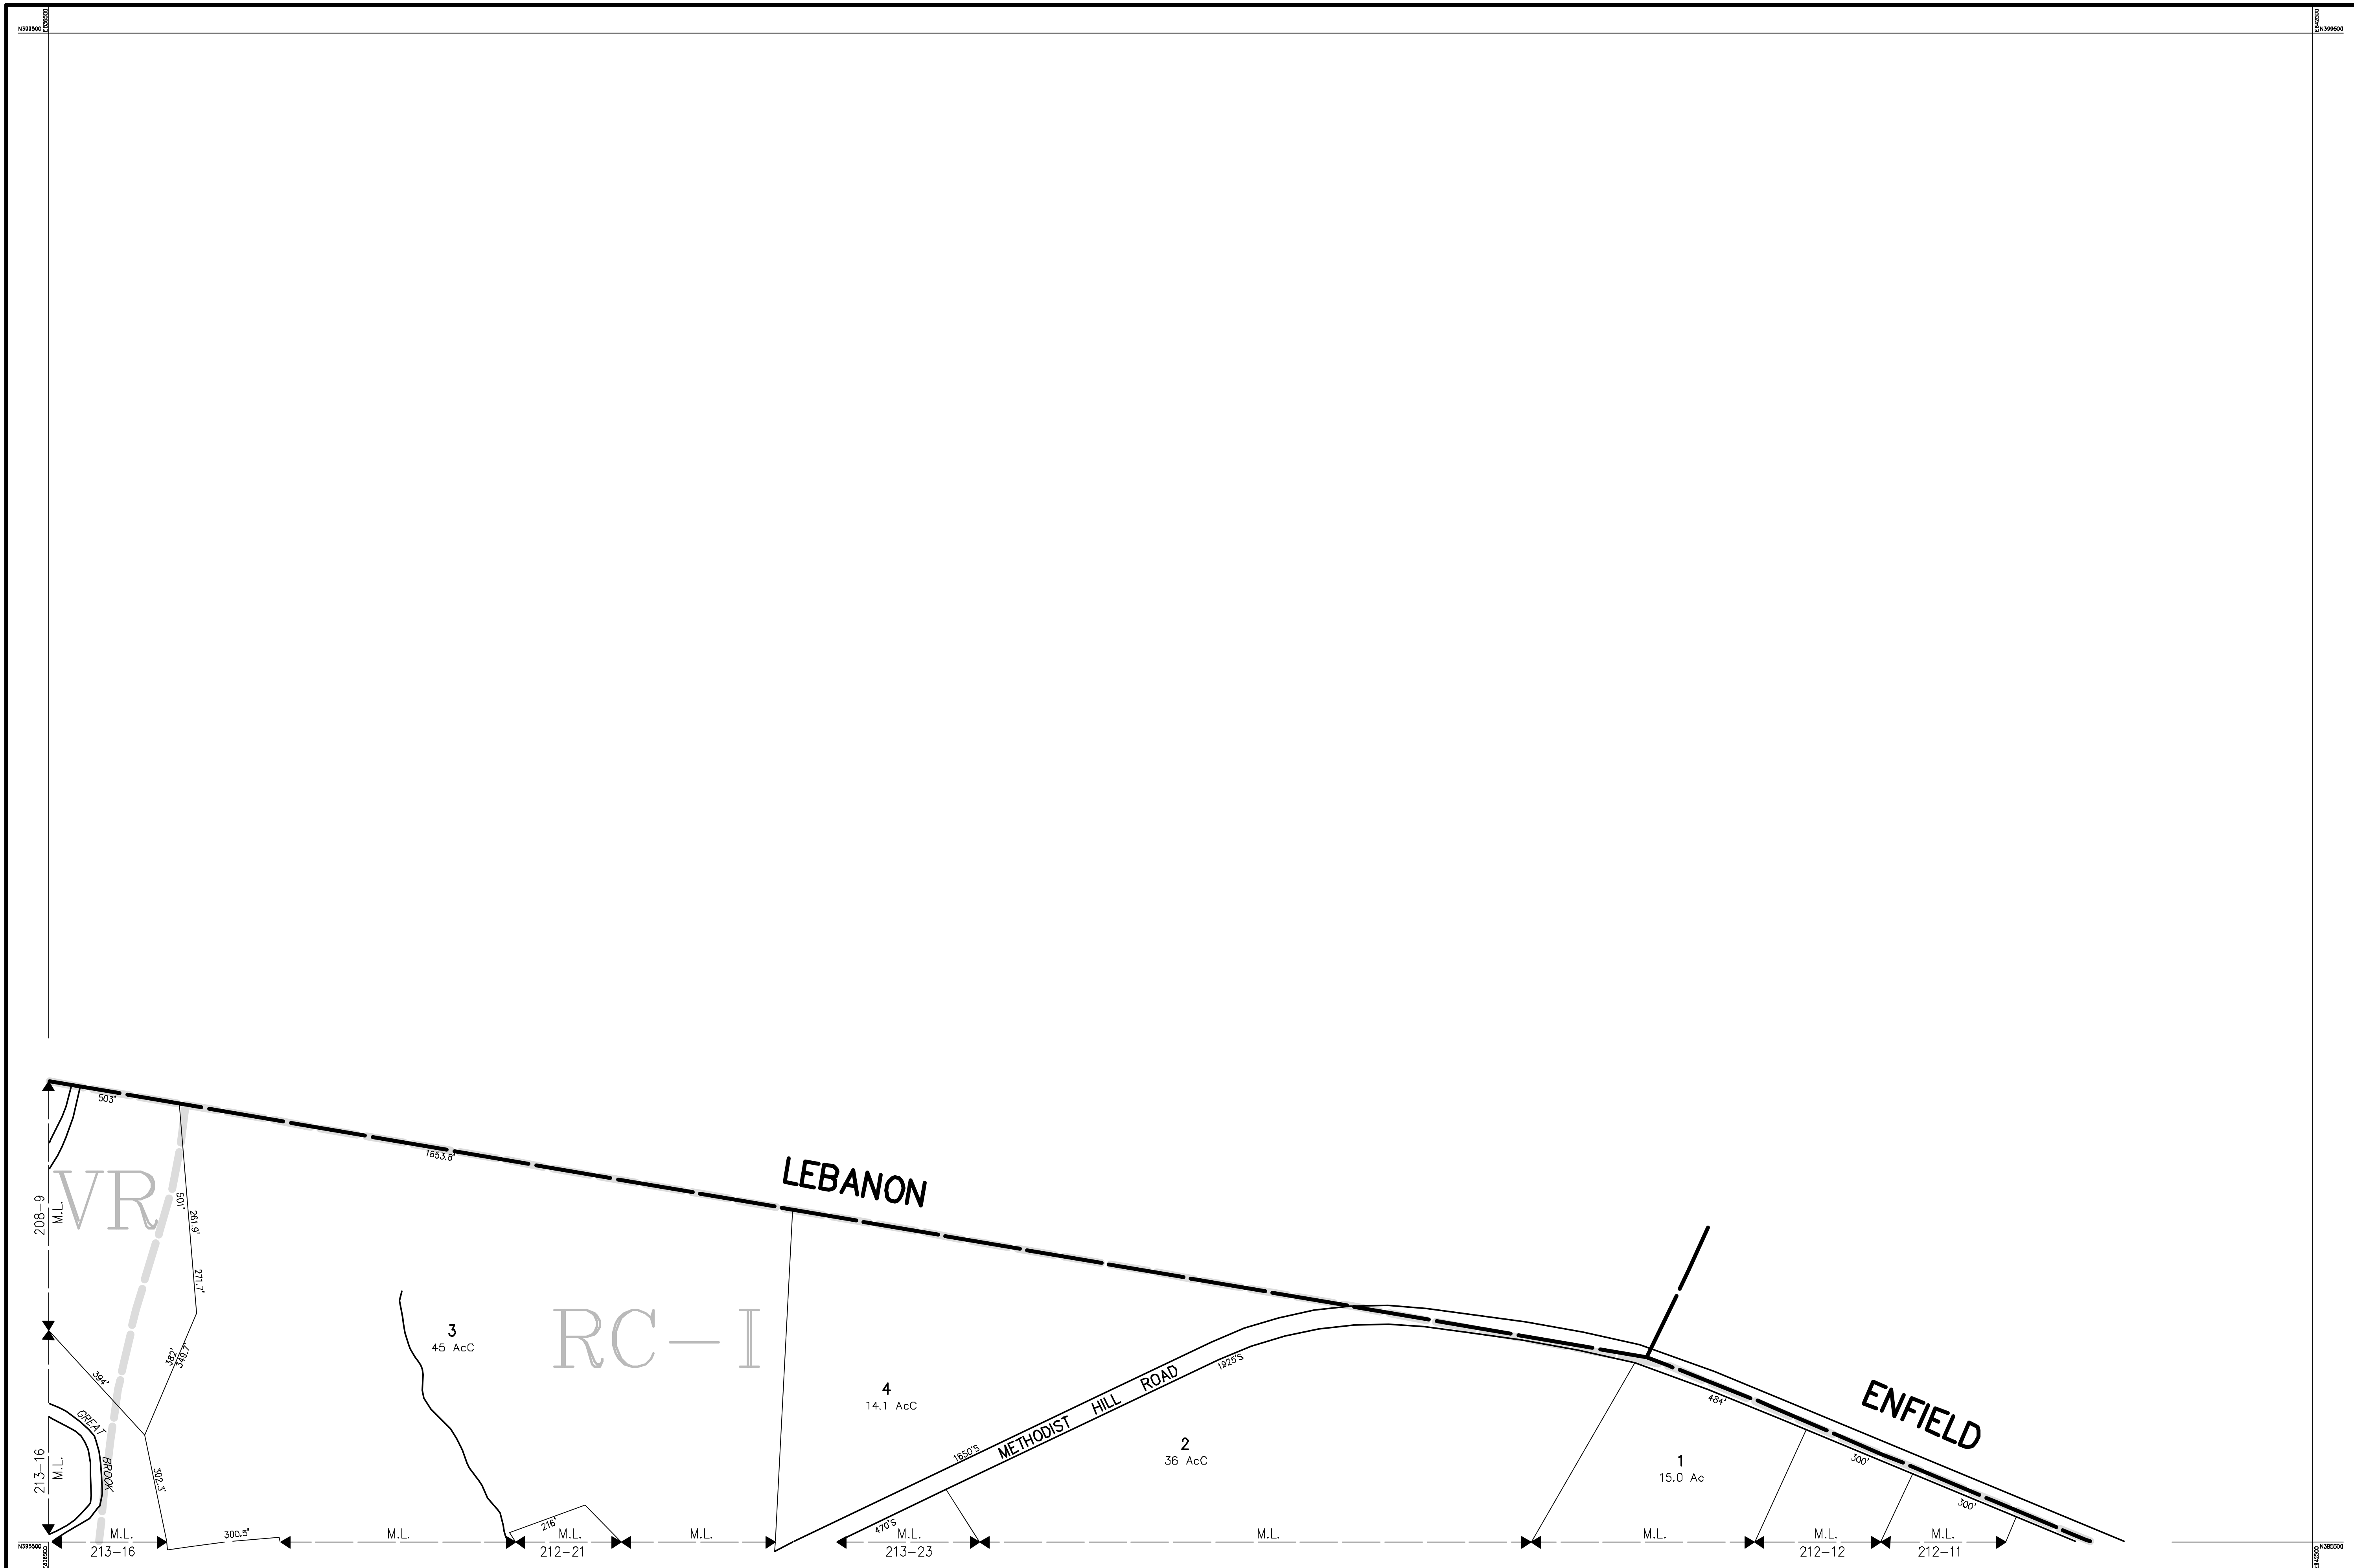 N399500
N399500
503'
1653.8'
LEBANON
VR
208-9
M.L.
501'
261.9'
271.7'
382'
349.7'
394'
3
45 AcC
RC-I
4
14.1 AcC
1925'S
METHODIST HILL ROAD
1650'S
2
36 AcC
484'
ENFIELD
1
15.0 Ac
300'
300'
GREAT
BROOK
213-16
M.L.
302.3'
300.5'
216'
470'S
M.L.
M.L.
M.L.
M.L.
M.L.
M.L.
M.L.
M.L.
M.L.
213-16
212-21
213-23
212-12
212-11
N395500
N395500